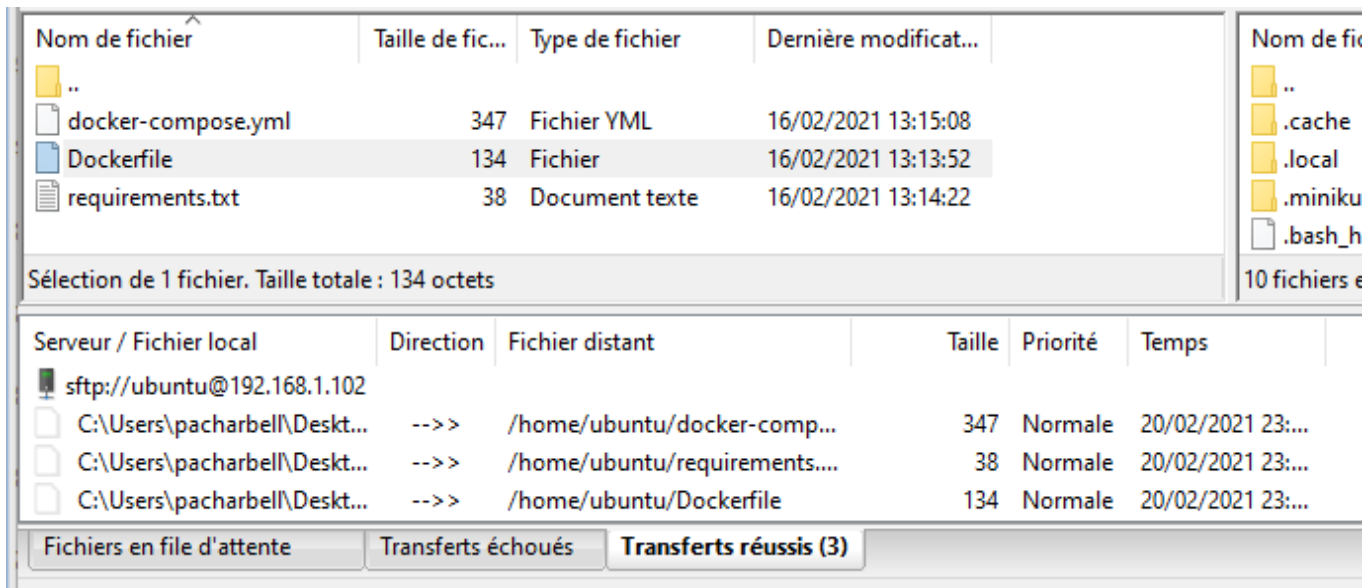 Nom de fichier Taille de fic... Type de fichier Dernière modificat...
..
docker-compose.yml 347 Fichier YML 16/02/2021 13:15:08
Dockerfile 134 Fichier 16/02/2021 13:13:52
requirements.txt 38 Document texte 16/02/2021 13:14:22
Sélection de 1 fichier. Taille totale : 134 octets
Nom de fic
..
.cache
.local
.miniku
.bash_h
10 fichiers e
Serveur / Fichier local Direction Fichier distant Taille Priorité Temps
sftp://ubuntu@192.168.1.102
C:\Users\pacharbell\Deskt... -->> /home/ubuntu/docker-comp... 347 Normale 20/02/2021 23:...
C:\Users\pacharbell\Deskt... -->> /home/ubuntu/requirements.... 38 Normale 20/02/2021 23:...
C:\Users\pacharbell\Deskt... -->> /home/ubuntu/Dockerfile 134 Normale 20/02/2021 23:...
Fichiers en file d'attente Transferts échoués Transferts réussis (3)